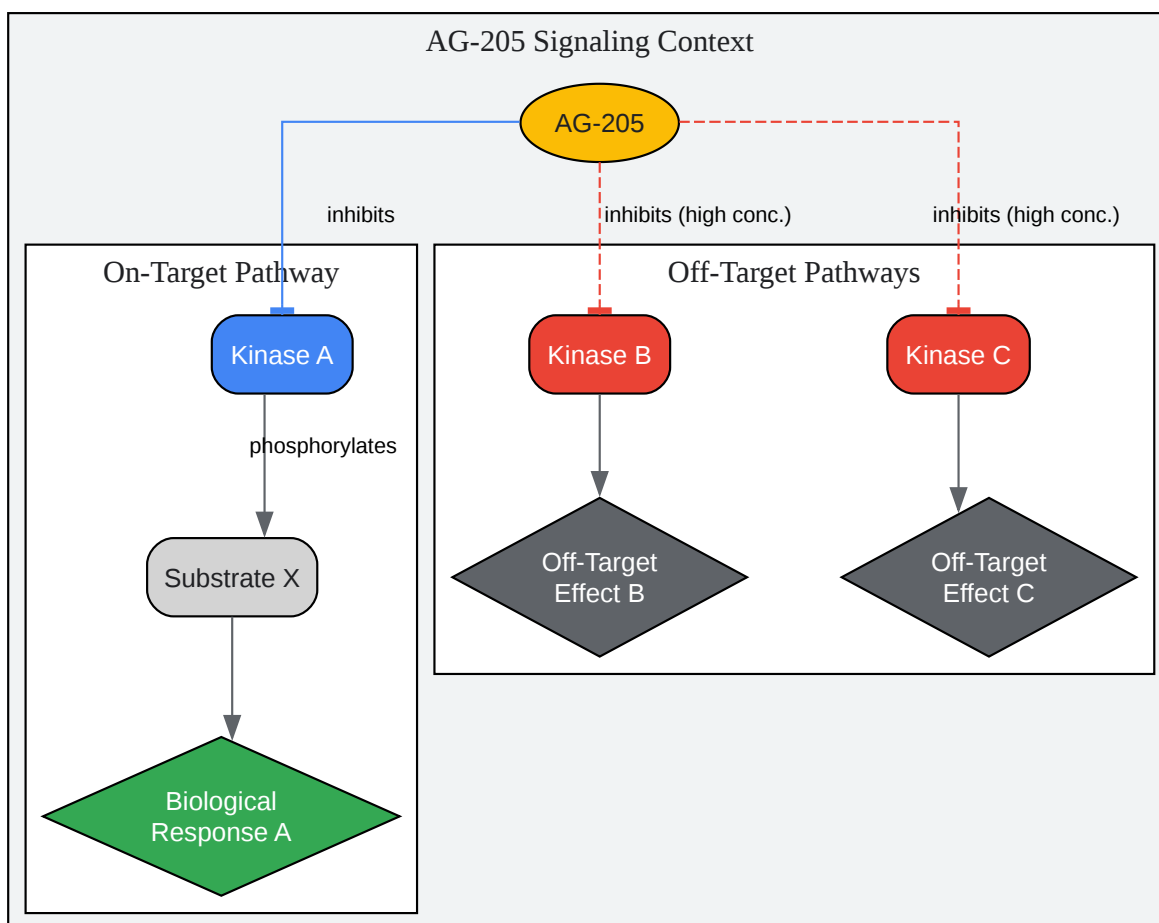 AG-205 Signaling Context
AG-205
inhibits
inhibits (high conc.)
inhibits (high conc.)
On-Target Pathway
Off-Target Pathways
Kinase A
Kinase B
Kinase C
phosphorylates
Substrate X
Off-Target
Effect B
Off-Target
Effect C
Biological
Response A